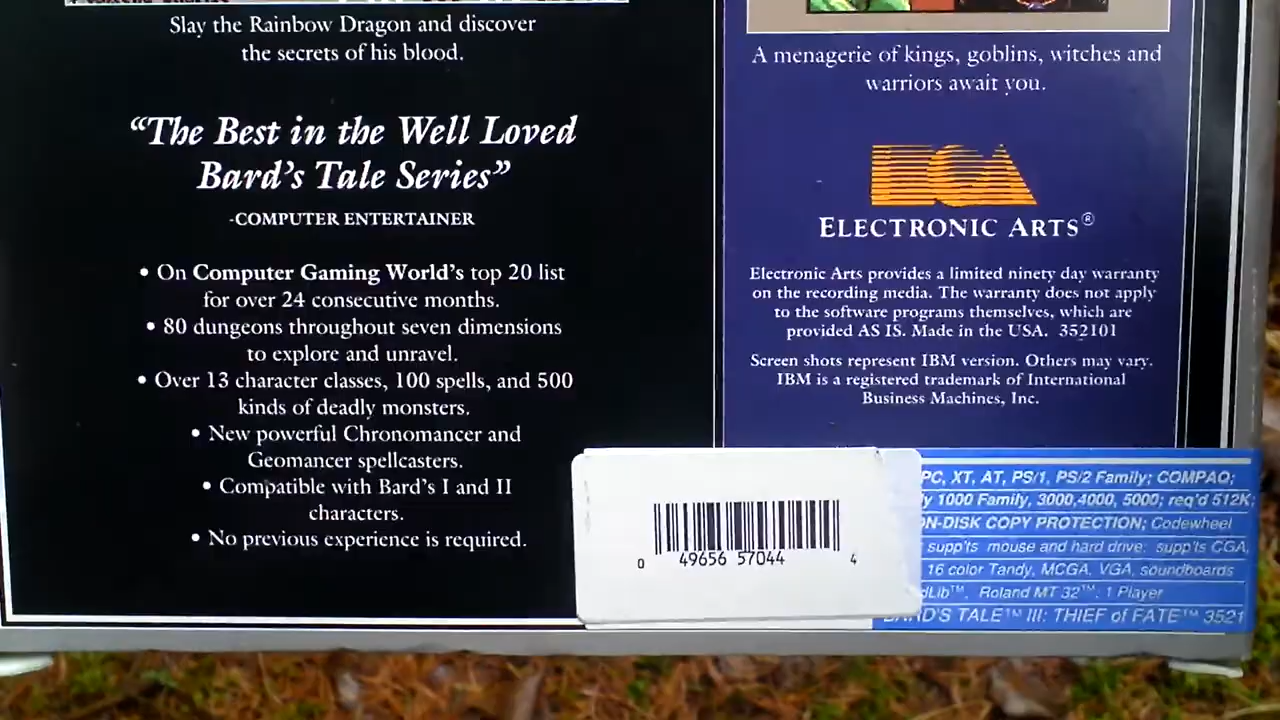 Slay the Rainbow Dragon and discover
the secrets of his blood.
“The Best in the Well Loved
Bard’s Tale Series”
-COMPUTER ENTERTAINER
• On Computer Gaming World’s top 20 list
for over 24 consecutive months.
• 80 dungeons throughout seven dimensions
to explore and unravel.
• Over 13 character classes, 100 spells, and 500
kinds of deadly monsters.
• New powerful Chronomancer and
Geomancer spellcasters.
• Compatible with Bard’s I and II
characters.
• No previous experience is required.
A menagerie of kings, goblins, witches and
warriors await you.
ELECTRONIC ARTS®
Electronic Arts provides a limited ninety day warranty
on the recording media. The warranty does not apply
to the software programs themselves, which are
provided AS IS. Made in the USA. 352101
Screen shots represent IBM version. Others may vary.
IBM is a registered trademark of International
Business Machines, Inc.
0 49656 57044 4
PC, XT, AT, PS/1, PS/2 Family; COMPAQ;
1000 Family, 3000,4000, 5000; req'd 512K;
N-DISK COPY PROTECTION; Codewheel
supp'ts mouse and hard drive; supp'ts CGA,
16 color Tandy, MCGA, VGA, soundboards
dLib™, Roland MT 32™. 1 Player
BARD'S TALE™ III: THIEF of FATE™ 3521